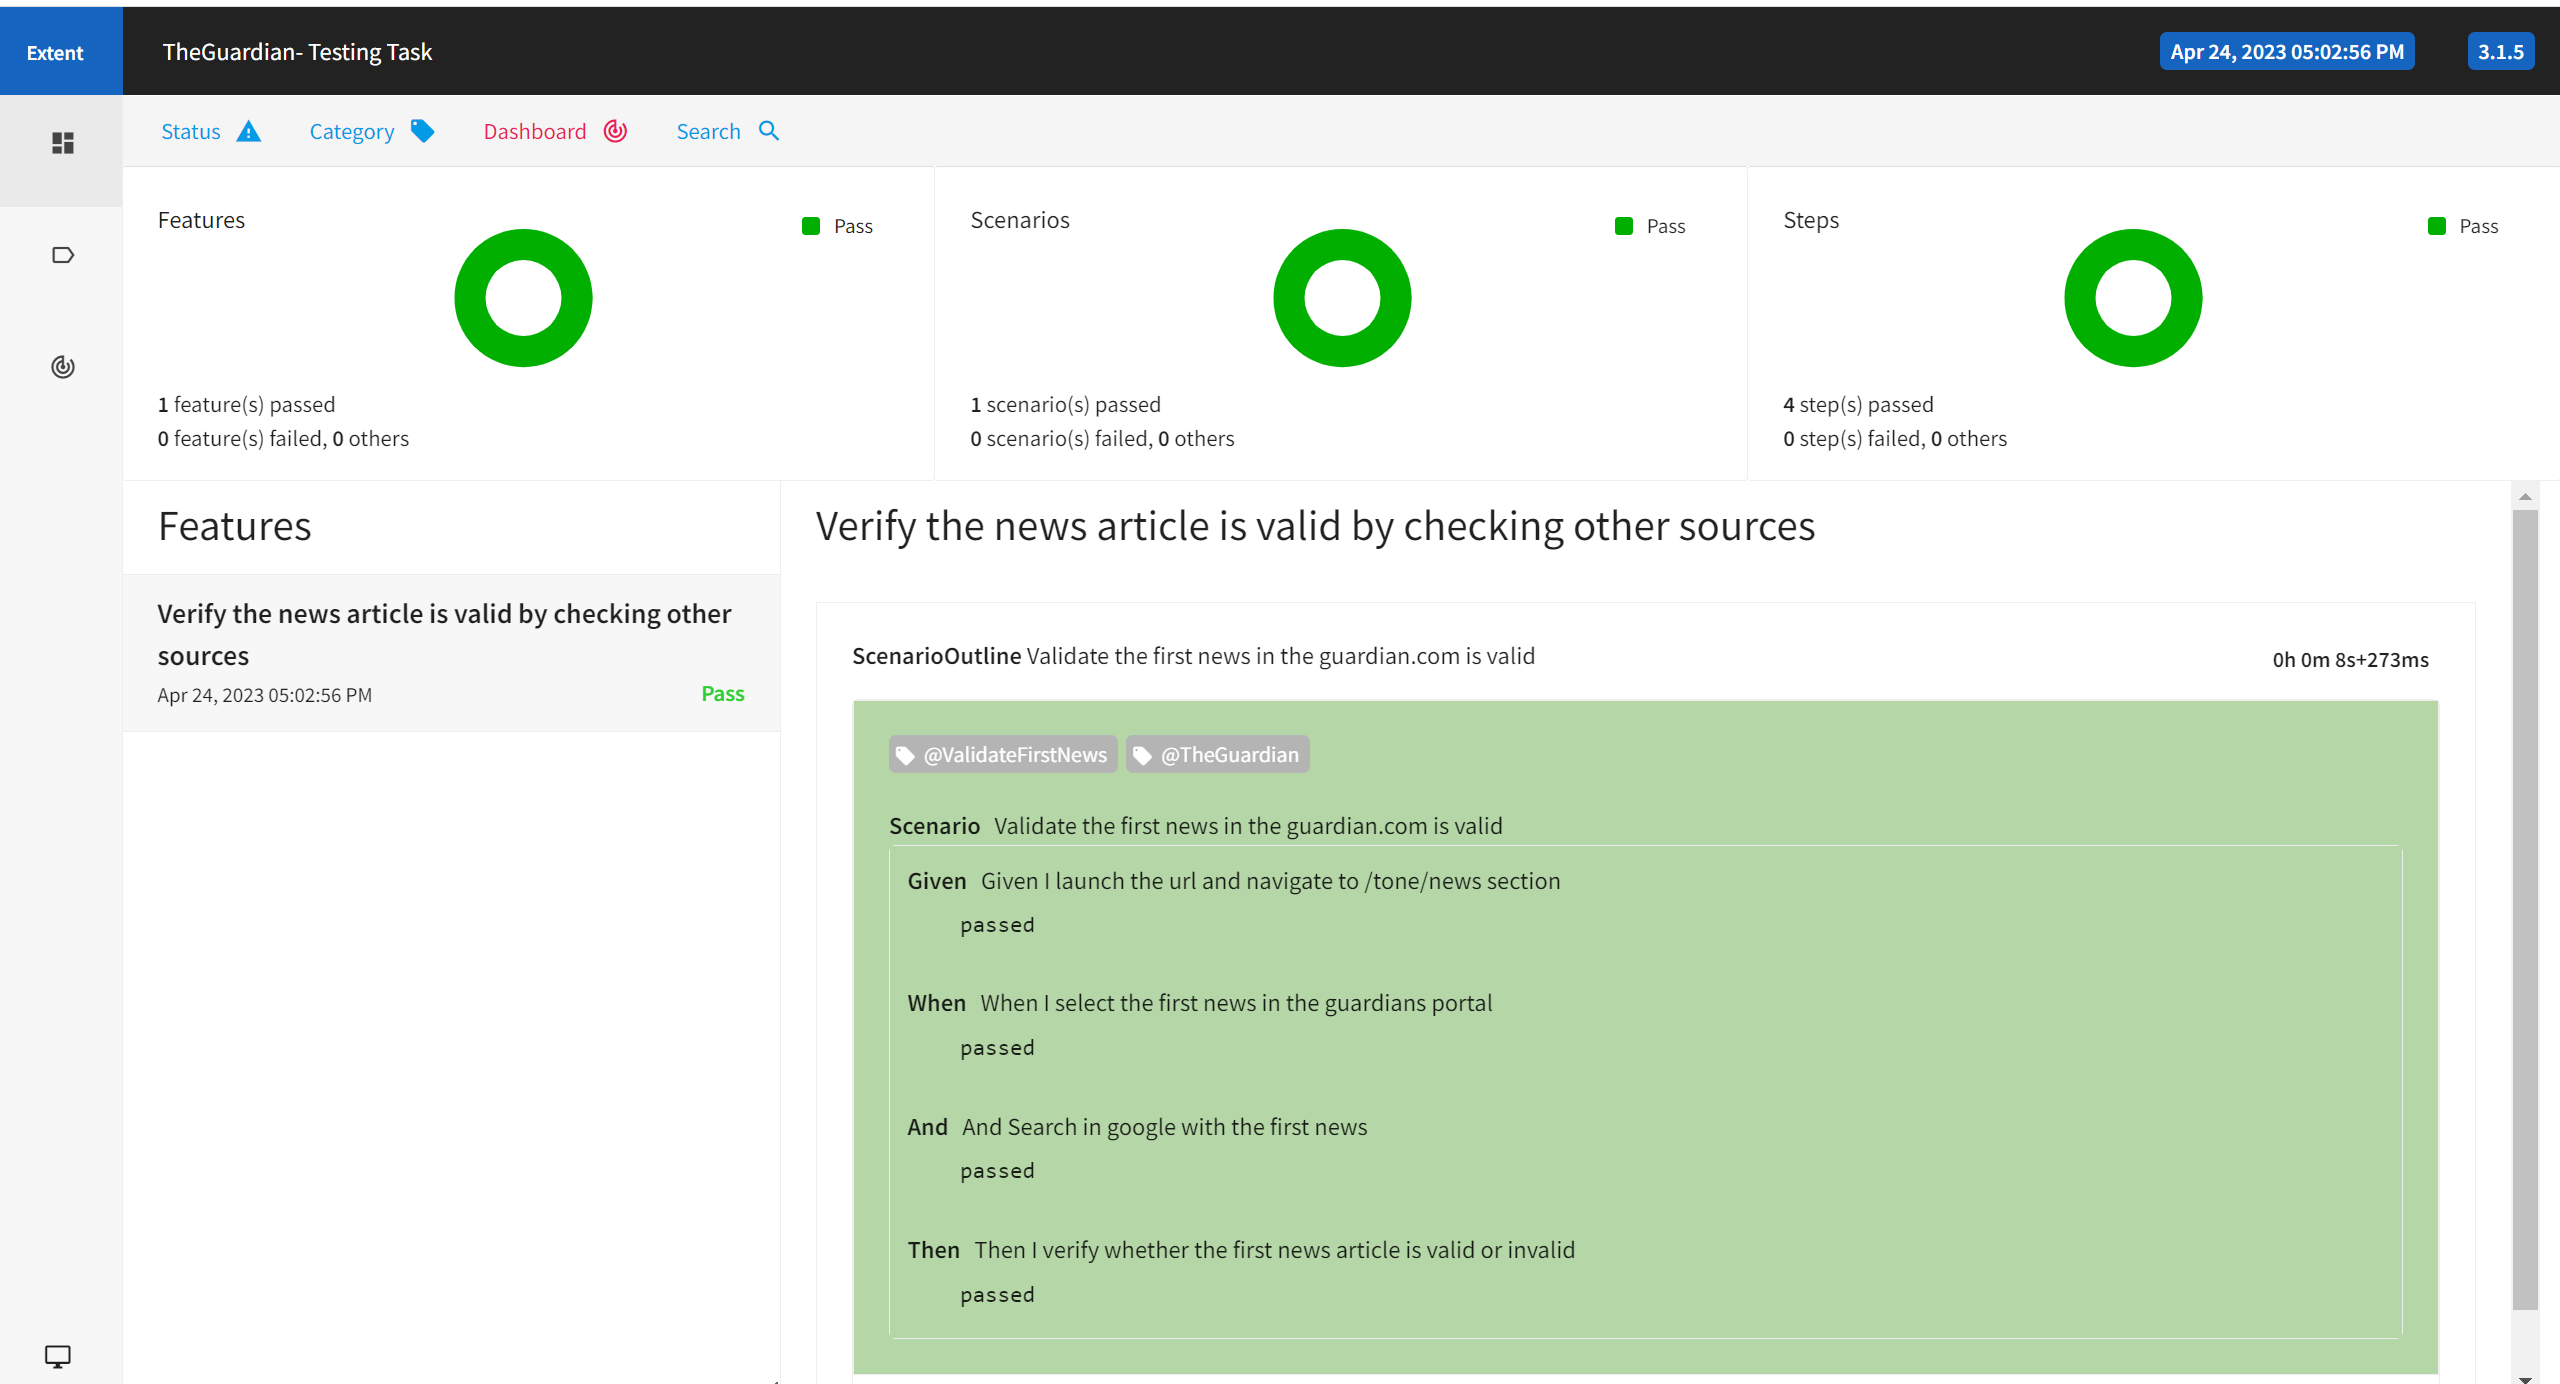 Extent
TheGuardian- Testing Task
Apr 24, 2023 05:02:56 PM
3.1.5
Status
Category
Dashboard
Search
Features
Pass
1 feature(s) passed
0 feature(s) failed, 0 others
Scenarios
Pass
1 scenario(s) passed
0 scenario(s) failed, 0 others
Steps
Pass
4 step(s) passed
0 step(s) failed, 0 others
Features
Verify the news article is valid by checking other
sources
Apr 24, 2023 05:02:56 PM
Pass
Verify the news article is valid by checking other sources
ScenarioOutline Validate the first news in the guardian.com is valid
0h 0m 8s+273ms
@ValidateFirstNews
@TheGuardian
Scenario Validate the first news in the guardian.com is valid
Given Given I launch the url and navigate to /tone/news section
passed
When When I select the first news in the guardians portal
passed
And And Search in google with the first news
passed
Then Then I verify whether the first news article is valid or invalid
passed